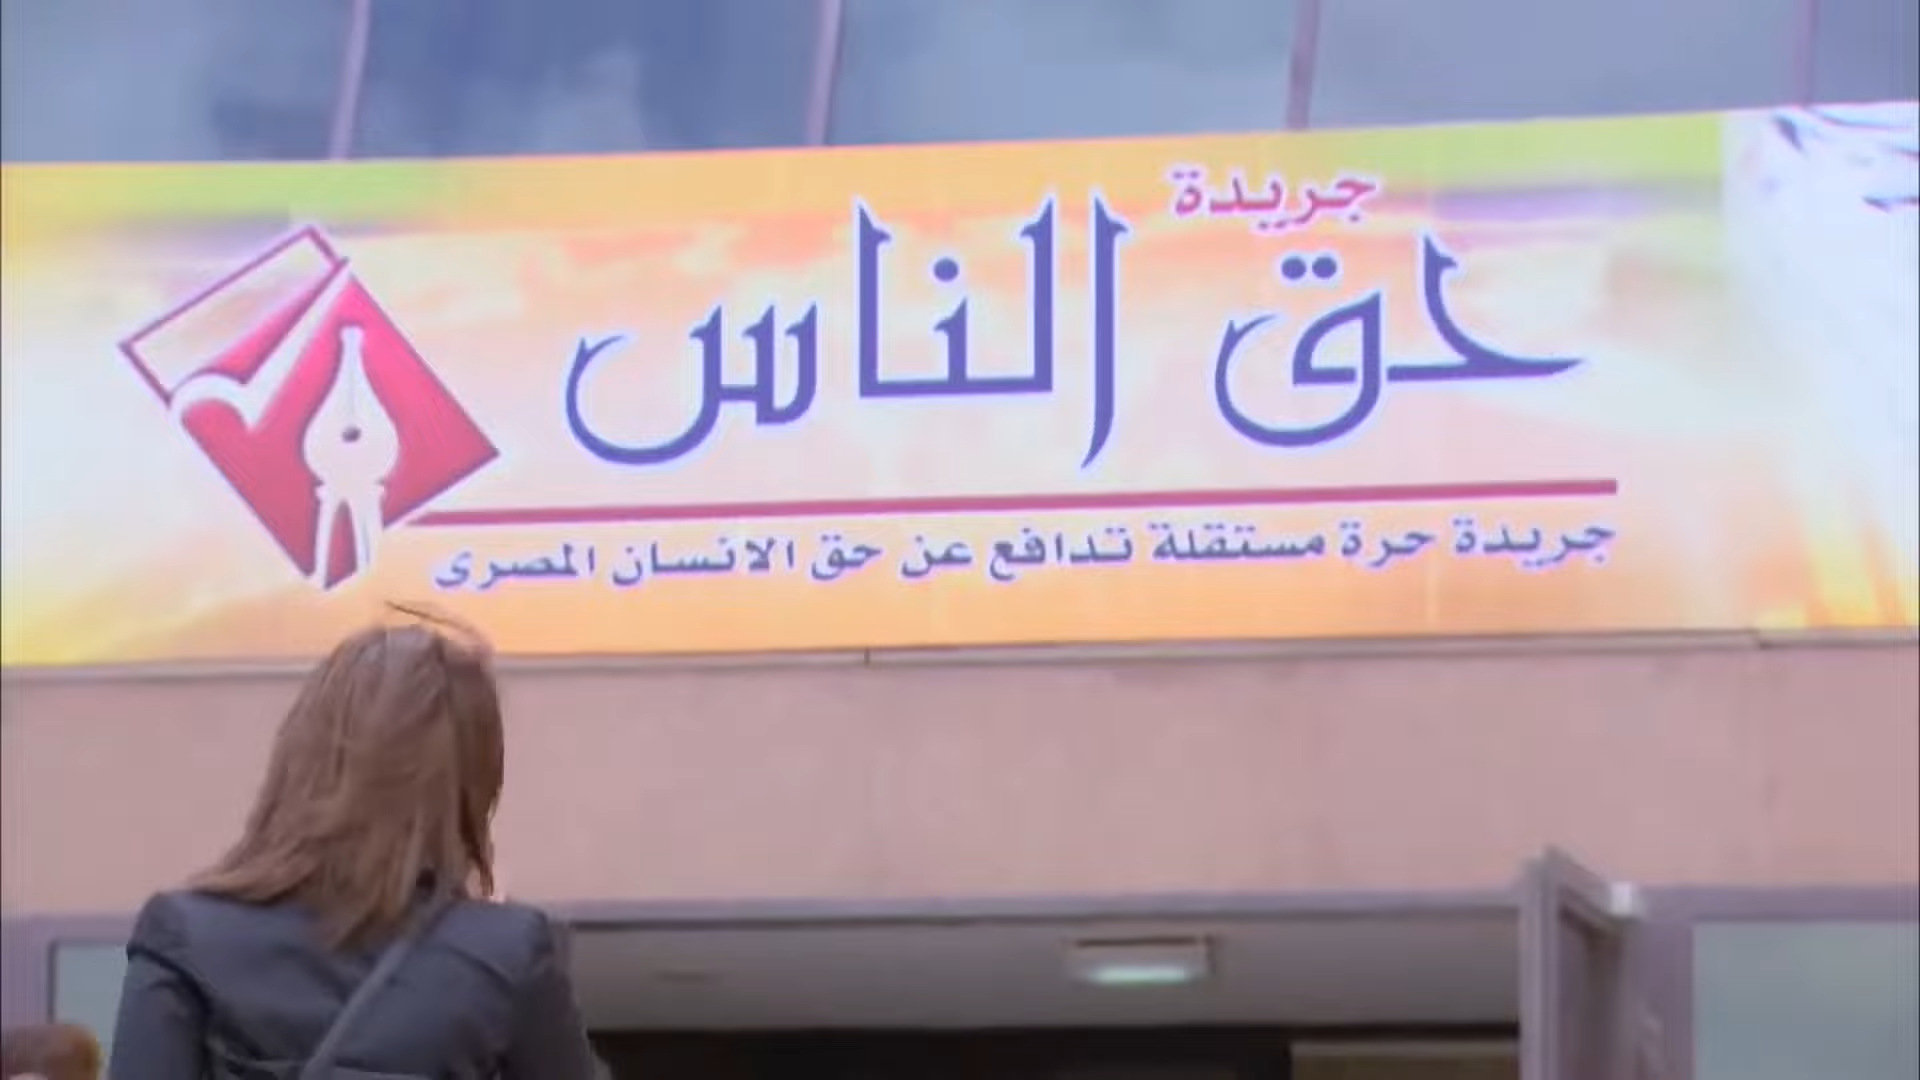 جريدة
حق الناس
جريدة حرة مستقلة تدافع عن حق الانسان المصرى